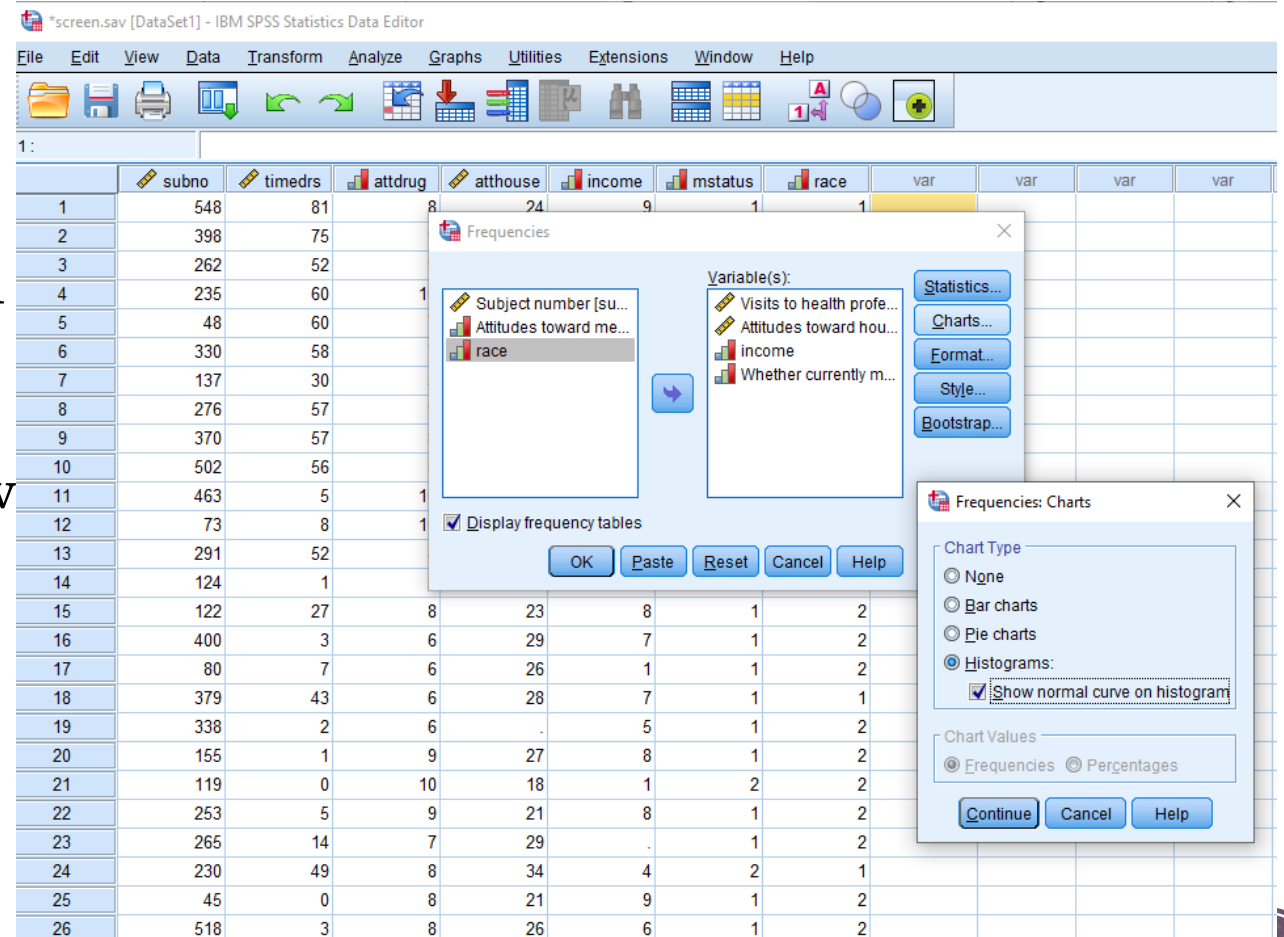 *screen.sav [DataSet1] - IBM SPSS Statistics Data Editor
File Edit View Data Transform Analyze Graphs Utilities Extensions Window Help
1 :
subno timedrs attdrug atthouse income mstatus race var var var var
1 548 81 8 24 9 1 1
2 398 75
3 262 52
4 235 60 1
5 48 60
6 330 58
7 137 30
8 276 57
9 370 57
10 502 56
11 463 5 1
12 73 8 1
13 291 52
14 124 1
15 122 27 8 23 8 1 2
16 400 3 6 29 7 1 2
17 80 7 6 26 1 1 2
18 379 43 6 28 7 1 1
19 338 2 6 . 5 1 2
20 155 1 9 27 8 1 2
21 119 0 10 18 1 2 2
22 253 5 9 21 8 1 2
23 265 14 7 29 . 1 2
24 230 49 8 34 4 2 1
25 45 0 8 21 9 1 2
26 518 3 8 26 6 1 2
Frequencies
Variable(s):
Subject number [su...
Attitudes toward me...
race
Visits to health profe...
Attitudes toward hou...
income
Whether currently m...
Statistics...
Charts...
Format...
Style...
Bootstrap...
Display frequency tables
OK Paste Reset Cancel Help
Frequencies: Charts
Chart Type
None
Bar charts
Pie charts
Histograms:
Show normal curve on histogram
Chart Values
Frequencies Percentages
Continue Cancel Help